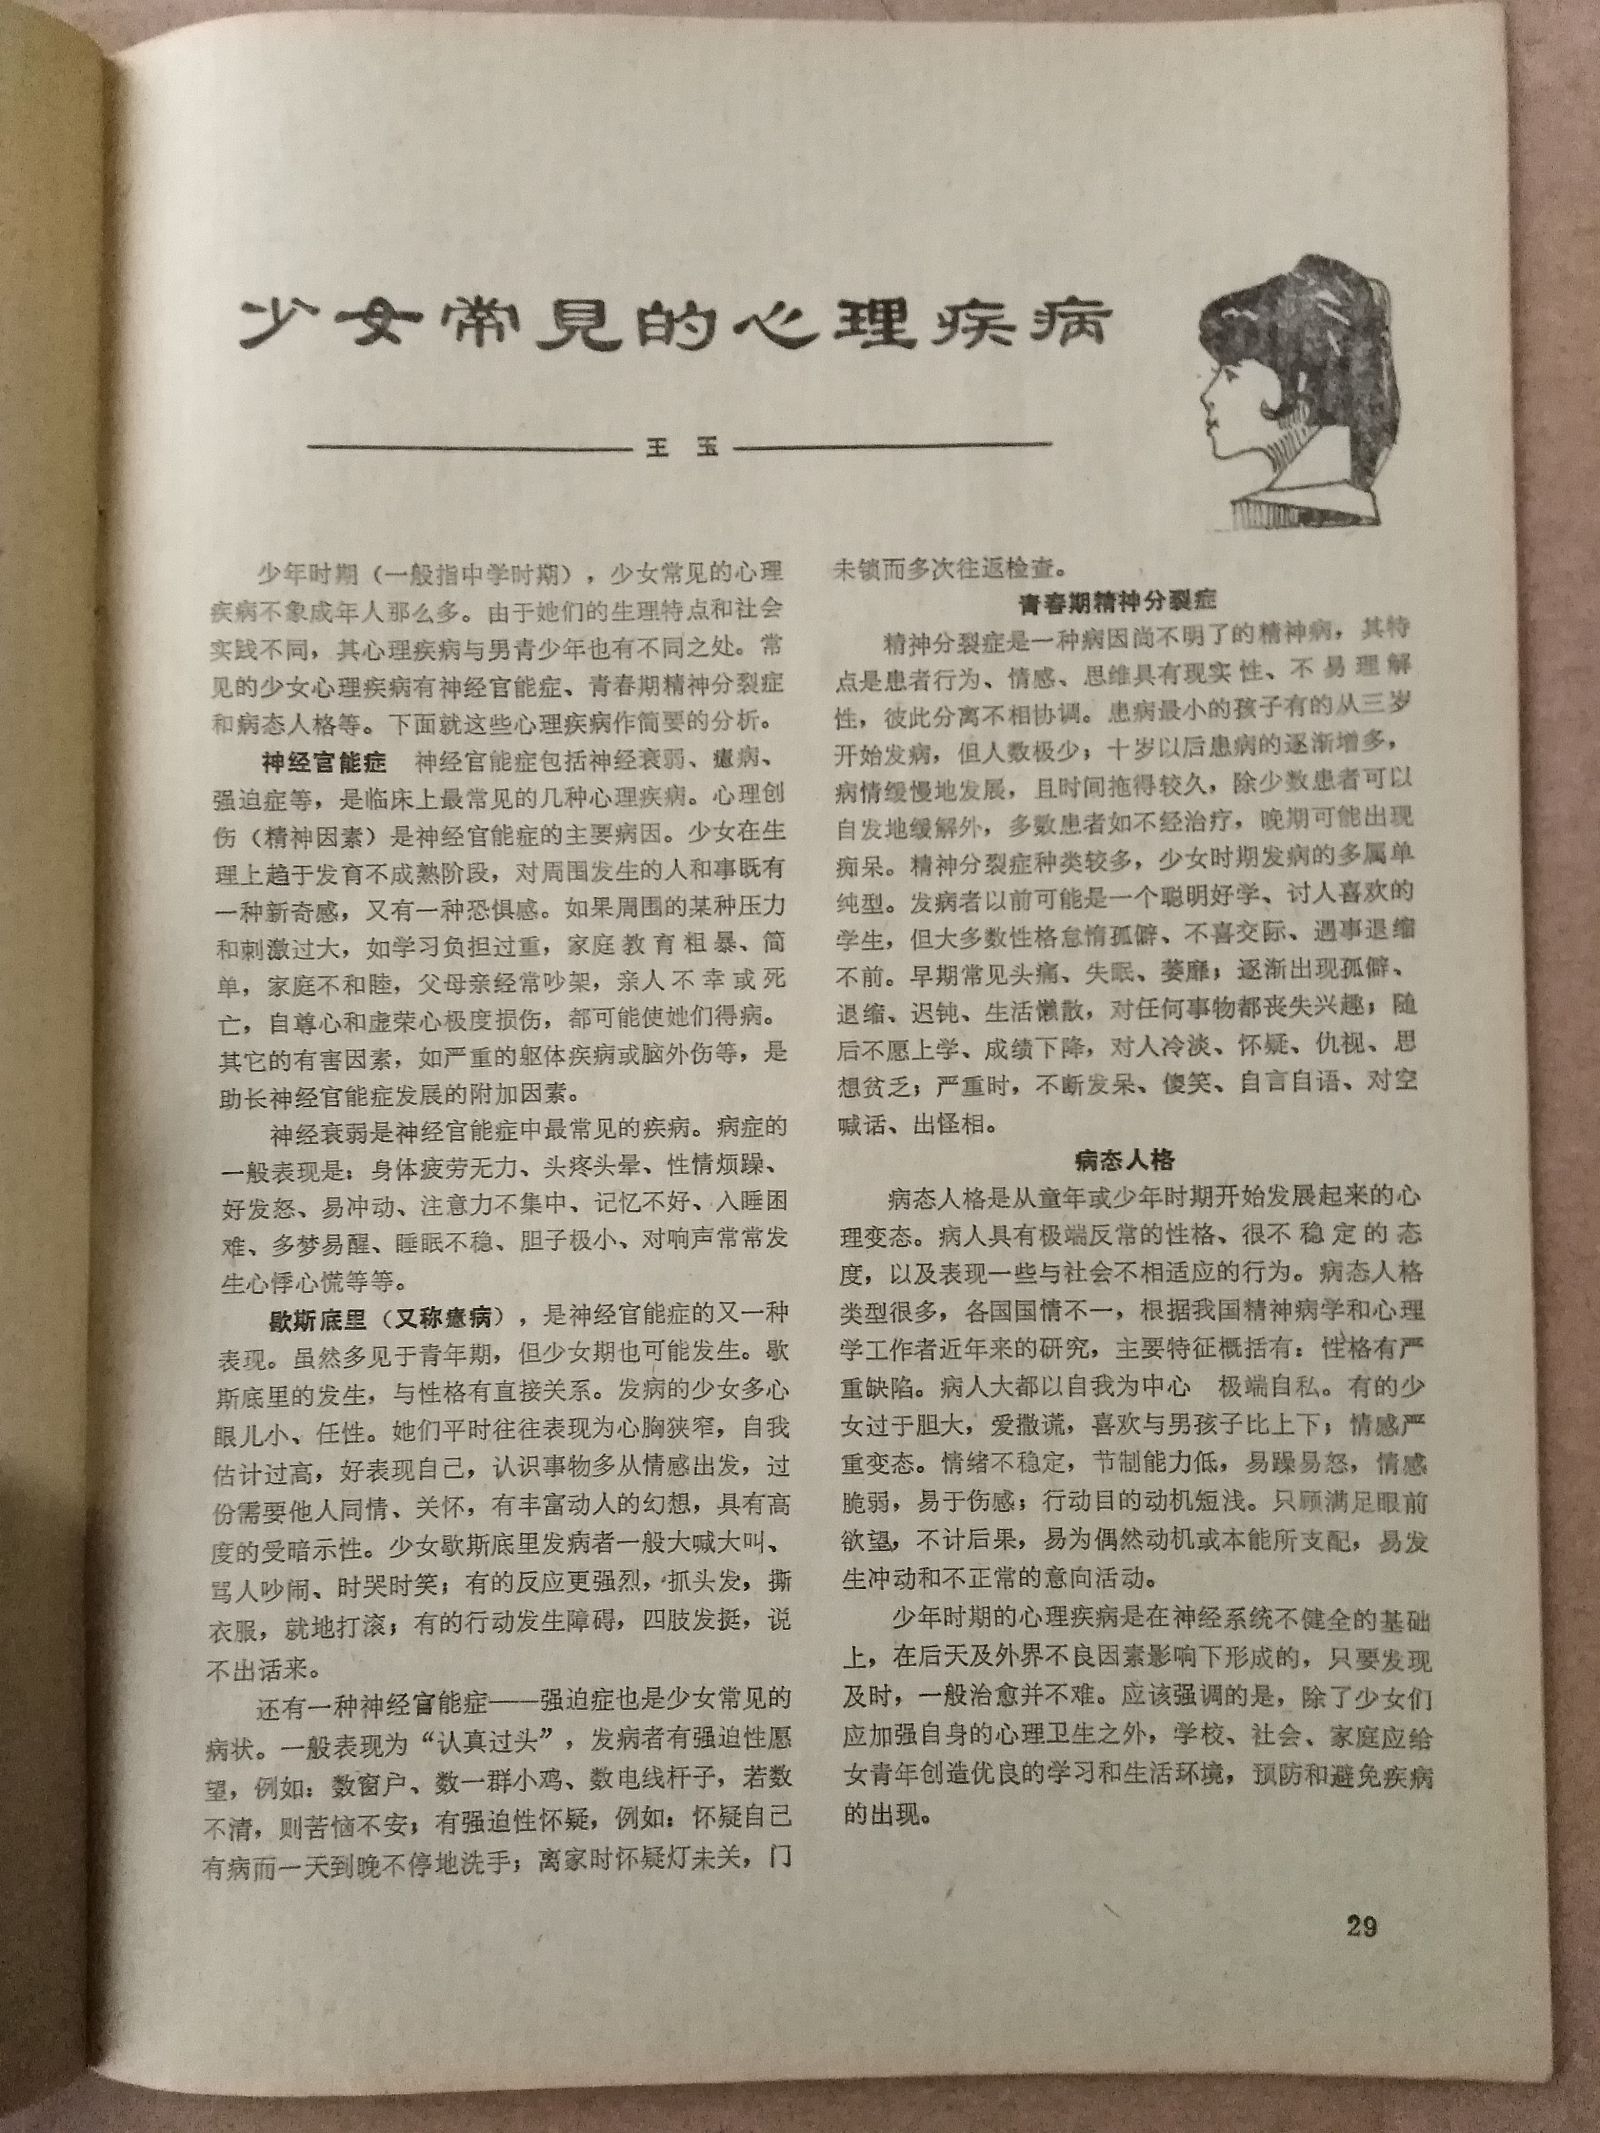 少女常見的心理疾病
王 玉
少年时期（一般指中学时期），少女常见的心理
疾病不象成年人那么多。由于她们的生理特点和社会
实践不同，其心理疾病与男青少年也有不同之处。常
见的少女心理疾病有神经官能症、青春期精神分裂症
和病态人格等。下面就这些心理疾病作简要的分析。
神经官能症　神经官能症包括神经衰弱、癔病、
强迫症等，是临床上最常见的几种心理疾病。心理创
伤（精神因素）是神经官能症的主要病因。少女在生
理上趋于发育不成熟阶段，对周围发生的人和事既有
一种新奇感，又有一种恐惧感。如果周围的某种压力
和刺激过大，如学习负担过重，家庭教育粗暴、简
单，家庭不和睦，父母亲经常吵架，亲人不幸或死
亡，自尊心和虚荣心极度损伤，都可能使她们得病。
其它的有害因素，如严重的躯体疾病或脑外伤等，是
助长神经官能症发展的附加因素。
神经衰弱是神经官能症中最常见的疾病。病症的
一般表现是：身体疲劳无力、头疼头晕、性情烦躁、
好发怒、易冲动、注意力不集中、记忆不好、入睡困
难、多梦易醒、睡眠不稳、胆子极小、对响声常常发
生心悸心慌等等。
歇斯底里（又称癔病），是神经官能症的又一种
表现。虽然多见于青年期，但少女期也可能发生。歇
斯底里的发生，与性格有直接关系。发病的少女多心
眼儿小、任性。她们平时往往表现为心胸狭窄，自我
估计过高，好表现自己，认识事物多从情感出发，过
份需要他人同情、关怀，有丰富动人的幻想，具有高
度的受暗示性。少女歇斯底里发病者一般大喊大叫、
骂人吵闹、时哭时笑；有的反应更强烈，抓头发，撕
衣服，就地打滚；有的行动发生障碍，四肢发挺，说
不出话来。
还有一种神经官能症——强迫症也是少女常见的
病状。一般表现为“认真过头”，发病者有强迫性愿
望，例如：数窗户、数一群小鸡、数电线杆子，若数
不清，则苦恼不安；有强迫性怀疑，例如：怀疑自己
有病而一天到晚不停地洗手；离家时怀疑灯未关，门
未锁而多次往返检查。
青春期精神分裂症
精神分裂症是一种病因尚不明了的精神病，其特
点是患者行为、情感、思维具有现实性、不易理解
性，彼此分离不相协调。患病最小的孩子有的从三岁
开始发病，但人数极少；十岁以后患病的逐渐增多，
病情缓慢地发展，且时间拖得较久，除少数患者可以
自发地缓解外，多数患者如不经治疗，晚期可能出现
痴呆。精神分裂症种类较多，少女时期发病的多属单
纯型。发病者以前可能是一个聪明好学、讨人喜欢的
学生，但大多数性格怠惰孤僻、不喜交际、遇事退缩
不前。早期常见头痛、失眠、萎靡；逐渐出现孤僻、
退缩、迟钝、生活懒散，对任何事物都丧失兴趣；随
后不愿上学、成绩下降，对人冷淡、怀疑、仇视、思
想贫乏；严重时，不断发呆、傻笑、自言自语、对空
喊话、出怪相。
病态人格
病态人格是从童年或少年时期开始发展起来的心
理变态。病人具有极端反常的性格、很不稳定的态
度，以及表现一些与社会不相适应的行为。病态人格
类型很多，各国国情不一，根据我国精神病学和心理
学工作者近年来的研究，主要特征概括有：性格有严
重缺陷。病人大都以自我为中心　极端自私。有的少
女过于胆大，爱撒谎，喜欢与男孩子比上下；情感严
重变态。情绪不稳定，节制能力低，易躁易怒，情感
脆弱，易于伤感；行动目的动机短浅。只顾满足眼前
欲望，不计后果，易为偶然动机或本能所支配，易发
生冲动和不正常的意向活动。
少年时期的心理疾病是在神经系统不健全的基础
上，在后天及外界不良因素影响下形成的，只要发现
及时，一般治愈并不难。应该强调的是，除了少女们
应加强自身的心理卫生之外，学校、社会、家庭应给
女青年创造优良的学习和生活环境，预防和避免疾病
的出现。
29